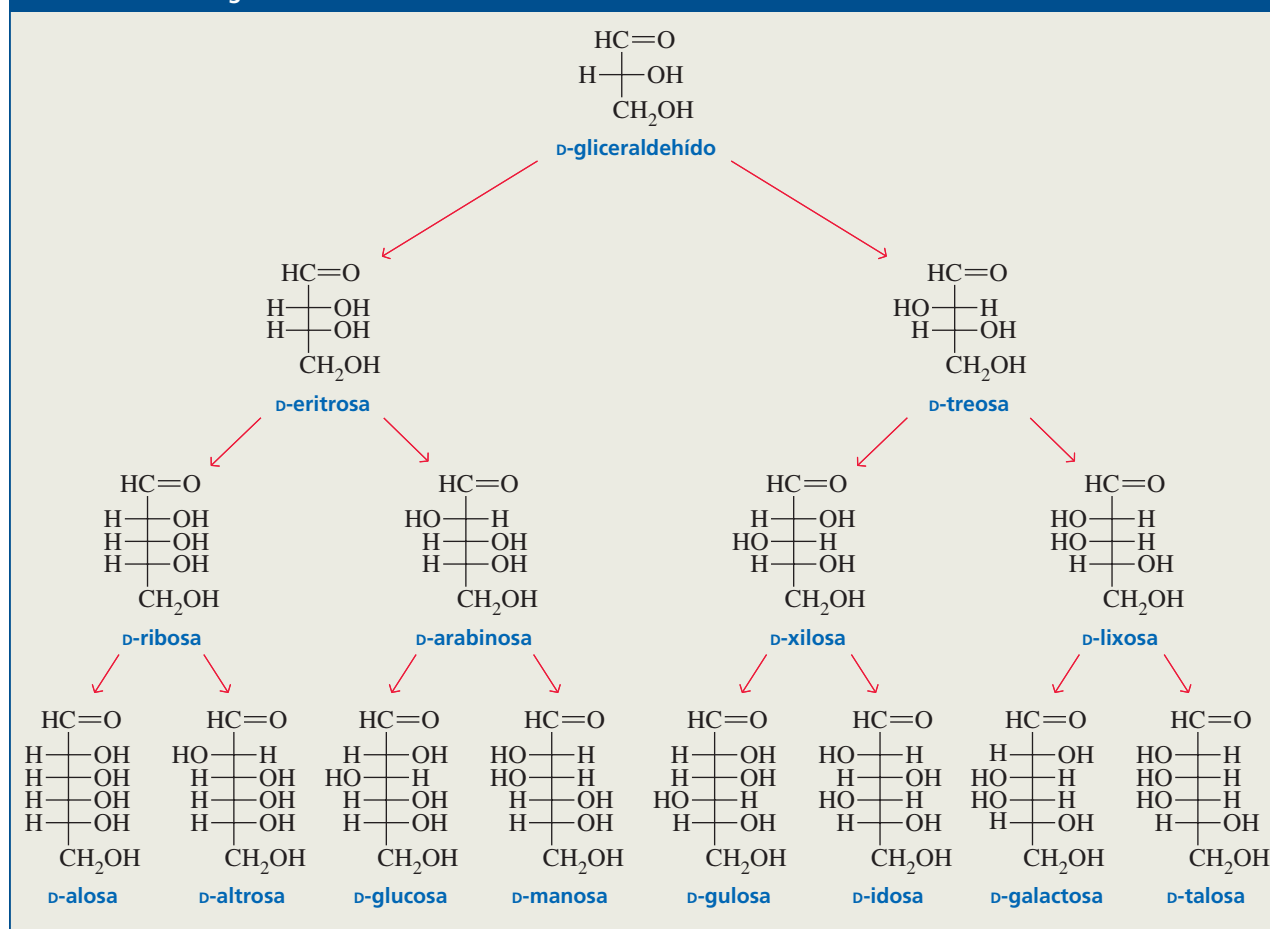 HC=O
H OH
CH₂OH
D-gliceraldehído
HC=O HC=O
H OH HO H
H OH H OH
CH₂OH CH₂OH
D-eritrosa D-treosa
HC=O HC=O HC=O HC=O
H OH HO H H OH HO H
H OH H OH HO H HO H
H OH H OH H OH H OH
CH₂OH CH₂OH CH₂OH CH₂OH
D-ribosa D-arabinosa D-xilosa D-lixosa
HC=O HC=O HC=O HC=O HC=O HC=O HC=O HC=O
H OH HO H H OH HO H H OH HO H H OH HO H
H OH H OH HO H HO H H OH H OH HO H HO H
H OH H OH H OH H OH HO H HO H HO H HO H
H OH H OH H OH H OH H OH H OH H OH H OH
CH₂OH CH₂OH CH₂OH CH₂OH CH₂OH CH₂OH CH₂OH CH₂OH
D-alosa D-altrosa D-glucosa D-manosa D-gulosa D-idosa D-galactosa D-talosa